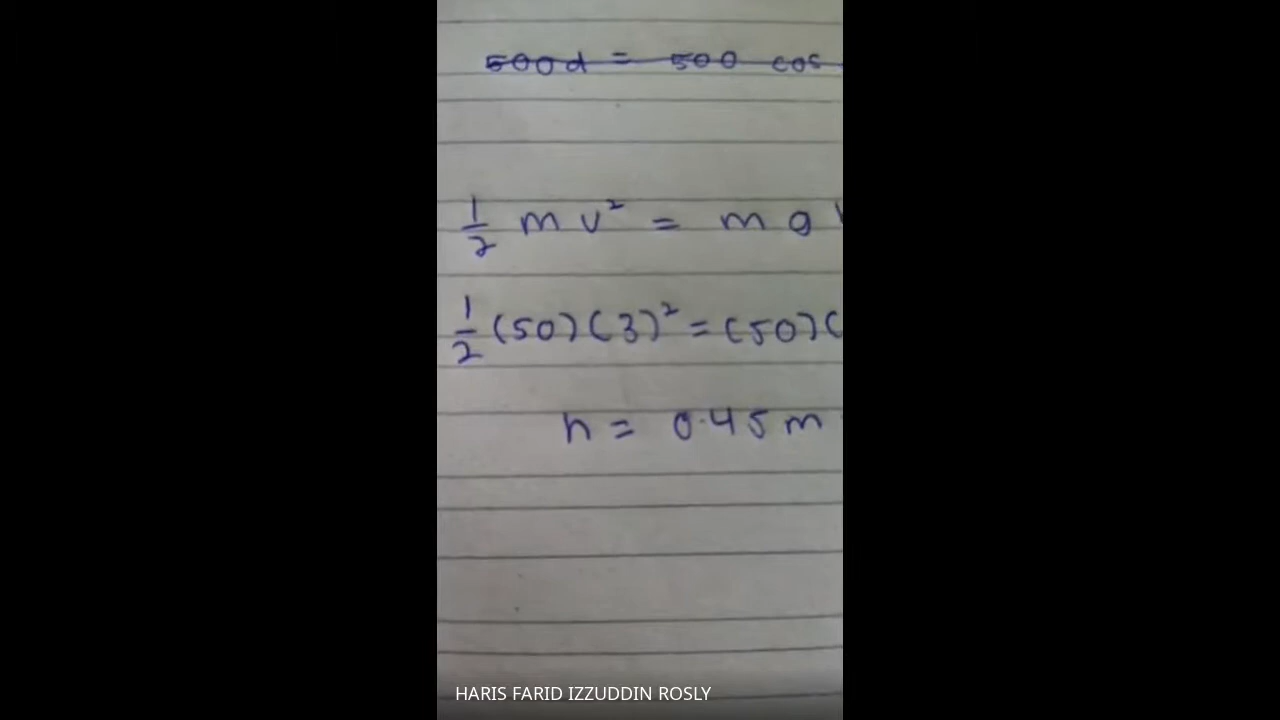 500d = 500 cos
1/2 m v² = m g
1/2 (50) (3)² = (50) (
h = 0.45 m
HARIS FARID IZZUDDIN ROSLY